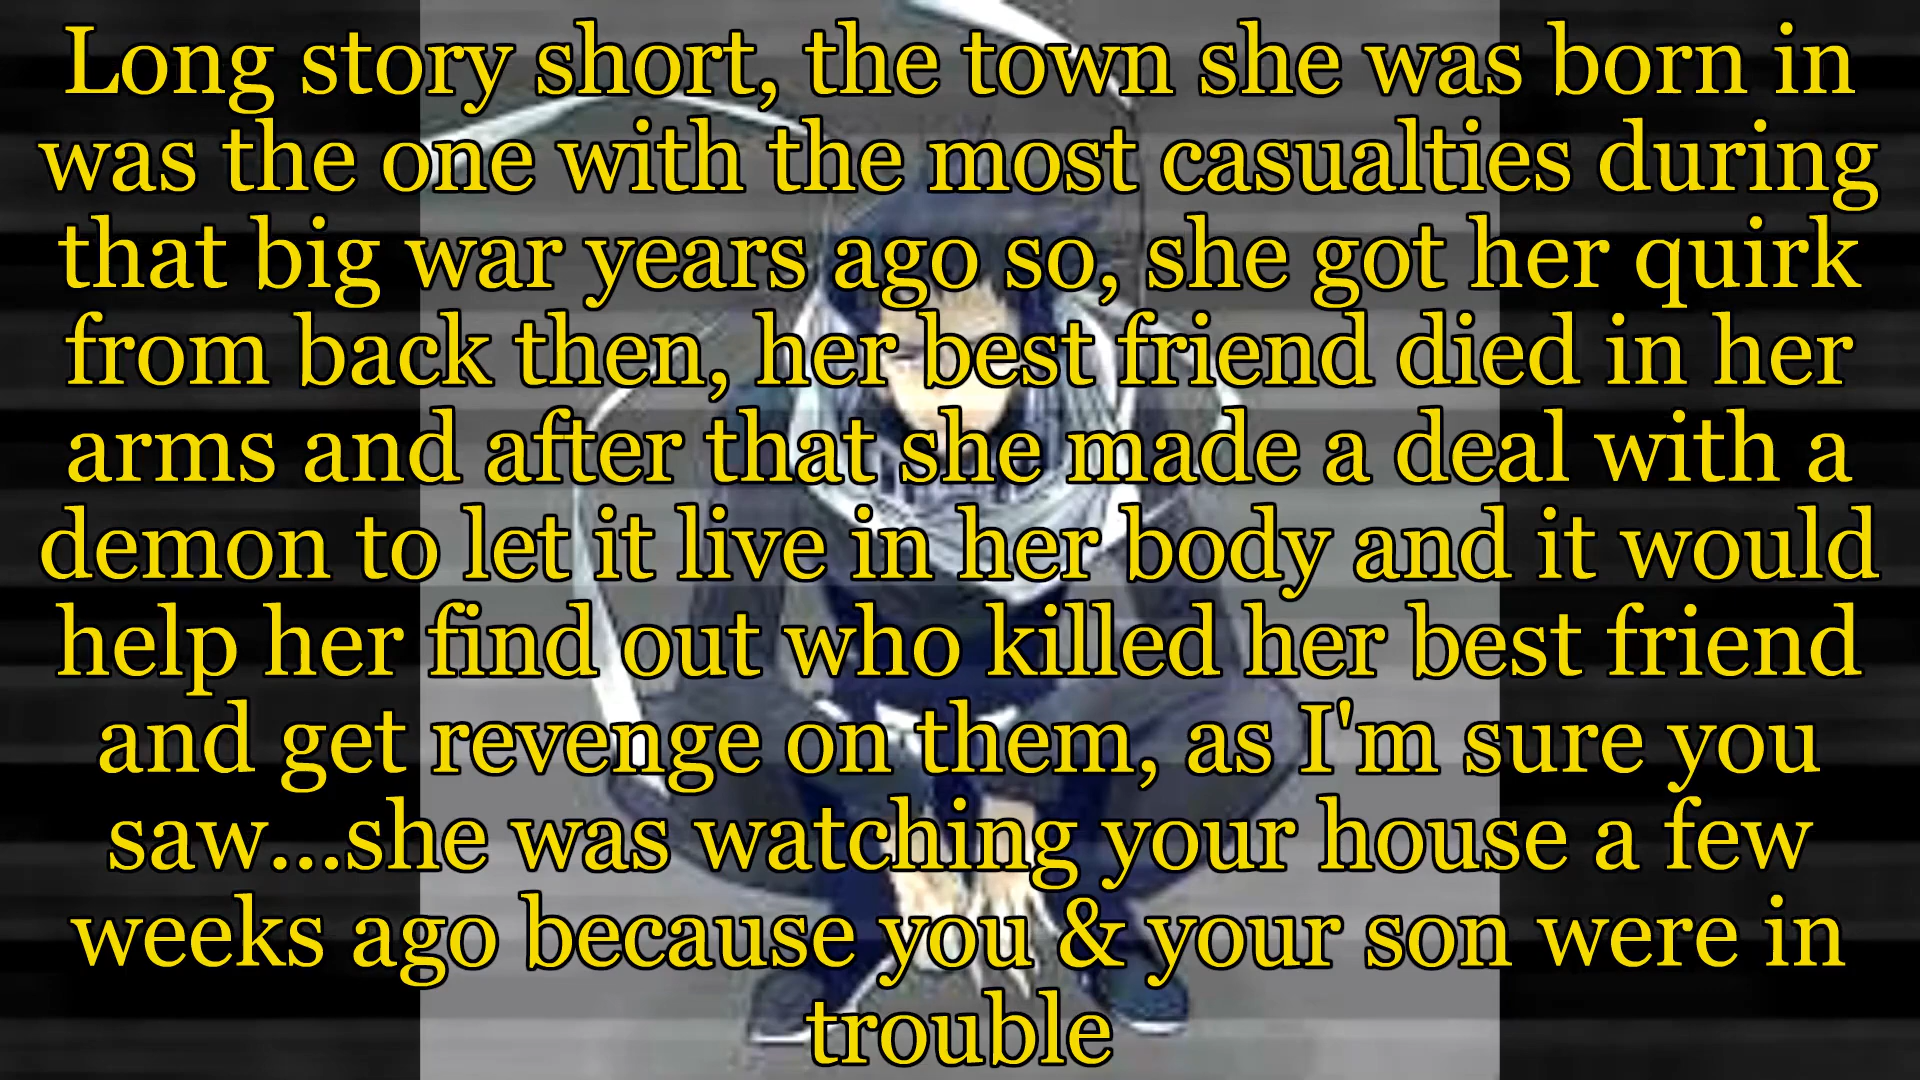 Long story short, the town she was born in
was the one with the most casualties during
that big war years ago so, she got her quirk
from back then, her best friend died in her
arms and after that she made a deal with a
demon to let it live in her body and it would
help her find out who killed her best friend
and get revenge on them, as I'm sure you
saw...she was watching your house a few
weeks ago because you & your son were in
trouble